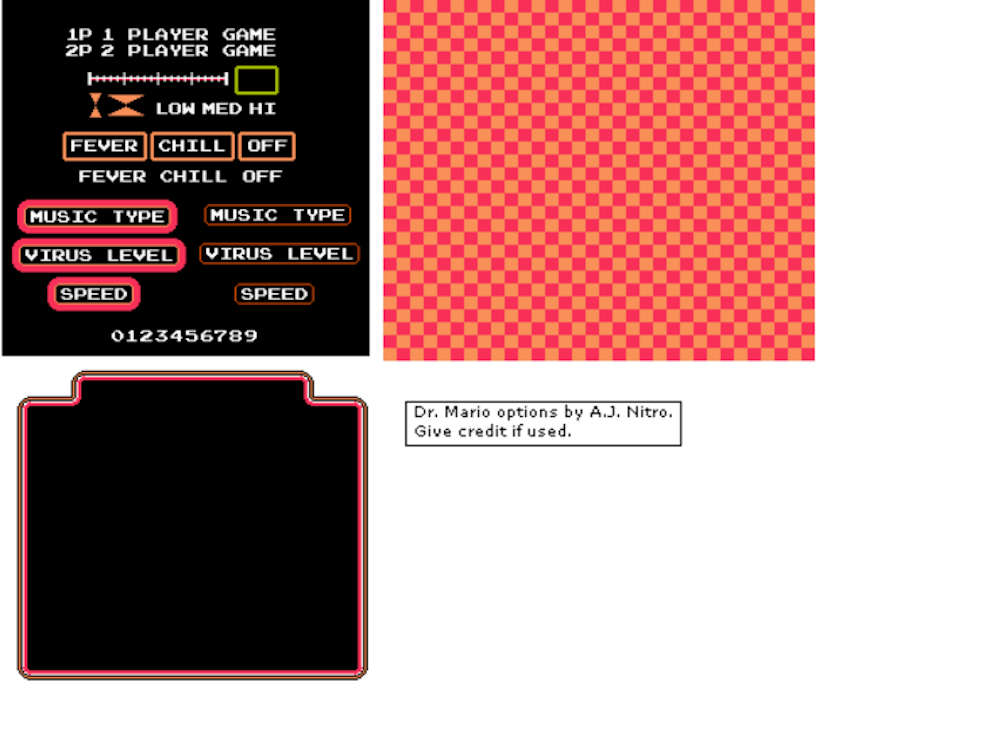 1P 1 PLAYER GAME
2P 2 PLAYER GAME
LOW MED HI
FEVER CHILL OFF
FEVER CHILL OFF
MUSIC TYPE MUSIC TYPE
VIRUS LEVEL VIRUS LEVEL
SPEED SPEED
0123456789
Dr. Mario options by A.J. Nitro.
Give credit if used.